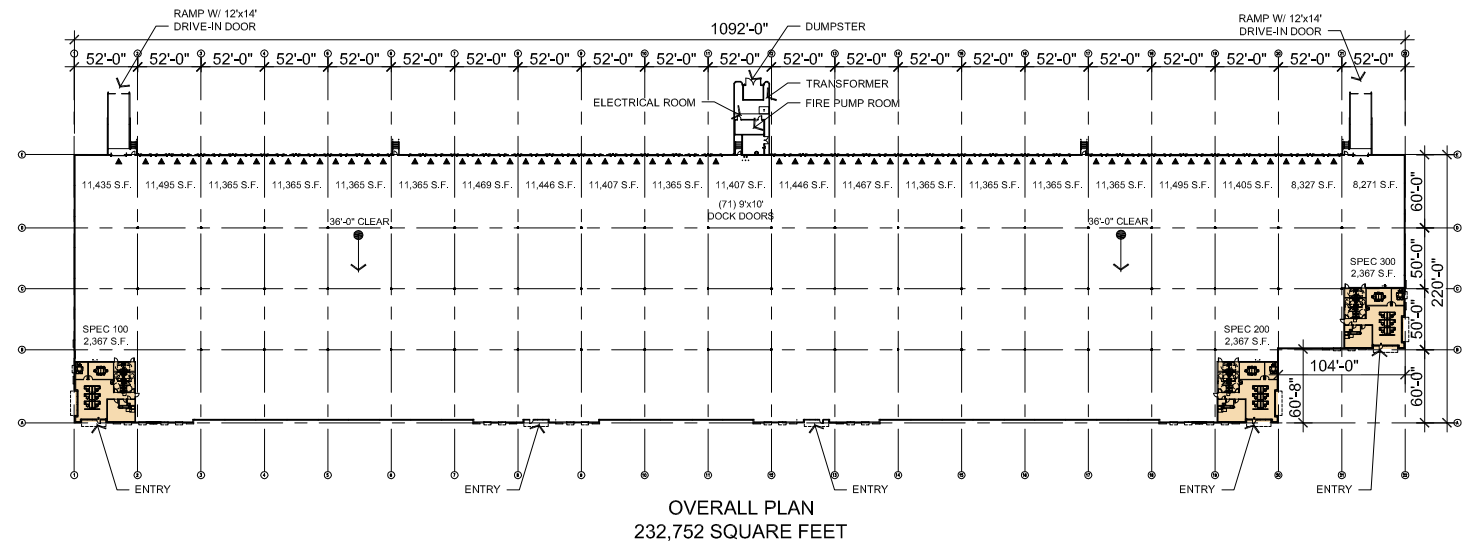 RAMP W/ 12'x14'
DRIVE-IN DOOR
1092'-0"
DUMPSTER
RAMP W/ 12'x14'
DRIVE-IN DOOR
52'-0" 52'-0" 52'-0" 52'-0" 52'-0" 52'-0" 52'-0" 52'-0" 52'-0" 52'-0" 52'-0" 52'-0" 52'-0" 52'-0" 52'-0" 52'-0" 52'-0" 52'-0" 52'-0" 52'-0" 52'-0"
TRANSFORMER
ELECTRICAL ROOM
FIRE PUMP ROOM
11,435 S.F. 11,495 S.F. 11,365 S.F. 11,365 S.F. 11,365 S.F. 11,365 S.F. 11,469 S.F. 11,446 S.F. 11,407 S.F. 11,365 S.F. 11,407 S.F. 11,446 S.F. 11,467 S.F. 11,365 S.F. 11,365 S.F. 11,365 S.F. 11,365 S.F. 11,495 S.F. 11,405 S.F. 8,327 S.F. 8,271 S.F.
60'-0"
(71) 9'x10'
DOCK DOORS
36'-0" CLEAR
36'-0" CLEAR
50'-0"
220'-0"
SPEC 300
2,367 S.F.
50'-0"
SPEC 100
2,367 S.F.
SPEC 200
2,367 S.F.
104'-0"
60'-8"
60'-0"
ENTRY
ENTRY
ENTRY
ENTRY
ENTRY
OVERALL PLAN
232,752 SQUARE FEET